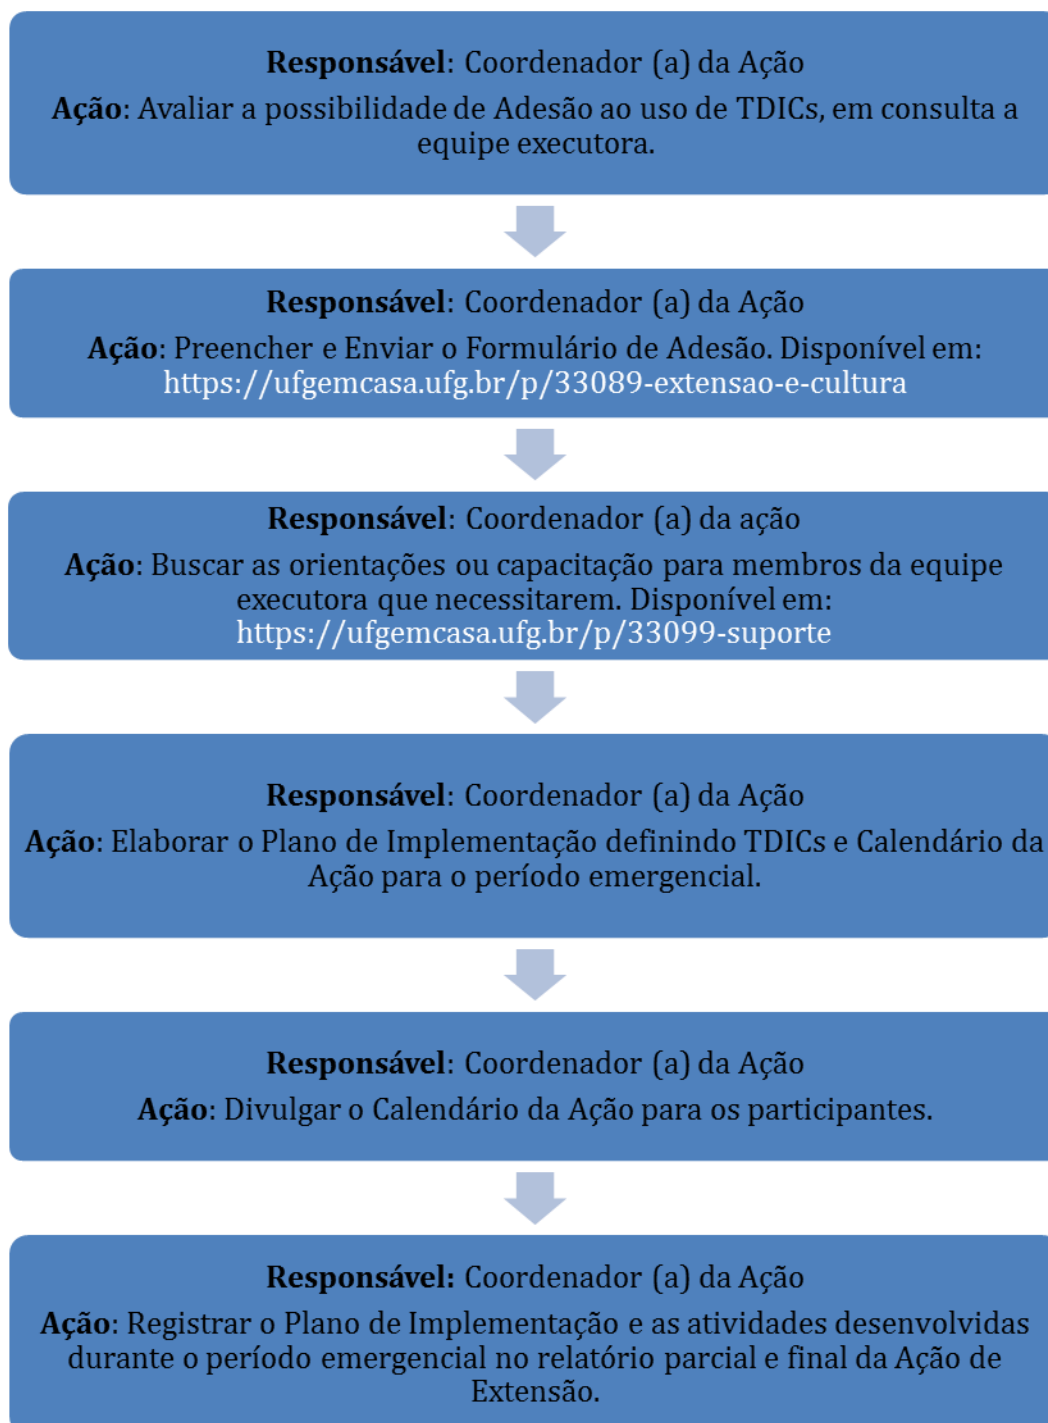 Responsável: Coordenador (a) da Ação
Ação: Avaliar a possibilidade de Adesão ao uso de TDICs, em consulta a
equipe executora.
Responsável: Coordenador (a) da Ação
Ação: Preencher e Enviar o Formulário de Adesão. Disponível em:
https://ufgemcasa.ufg.br/p/33089-extensao-e-cultura
Responsável: Coordenador (a) da ação
Ação: Buscar as orientações ou capacitação para membros da equipe
executora que necessitarem. Disponível em:
https://ufgemcasa.ufg.br/p/33099-suporte
Responsável: Coordenador (a) da Ação
Ação: Elaborar o Plano de Implementação definindo TDICs e Calendário da
Ação para o período emergencial.
Responsável: Coordenador (a) da Ação
Ação: Divulgar o Calendário da Ação para os participantes.
Responsável: Coordenador (a) da Ação
Ação: Registrar o Plano de Implementação e as atividades desenvolvidas
durante o período emergencial no relatório parcial e final da Ação de
Extensão.